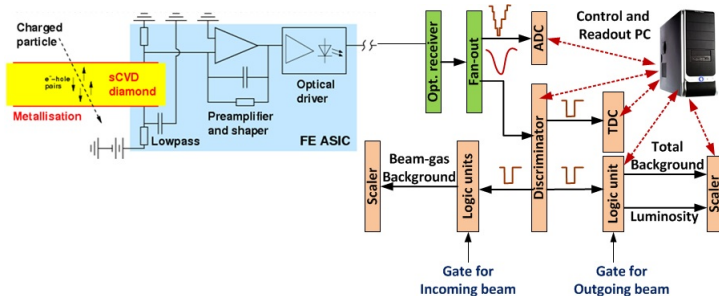 Charged
particle
e⁻-hole
pairs
sCVD
diamond
Metallisation
Lowpass
Preamplifier
and shaper
Optical
driver
FE ASIC
Opt. receiver
Fan-out
ADC
Control and
Readout PC
Discriminator
TDC
Scaler
Beam-gas
Background
Logic units
Logic unit
Total
Background
Luminosity
Scaler
Gate for
Incoming beam
Gate for
Outgoing beam